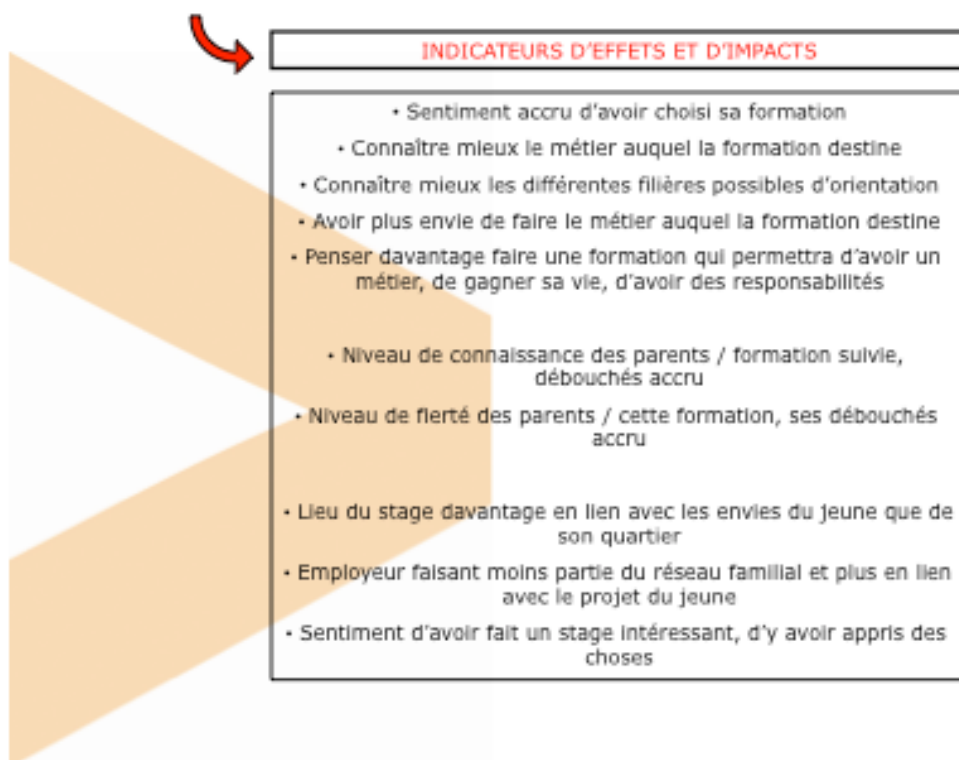 INDICATEURS D'EFFETS ET D'IMPACTS
• Sentiment accru d'avoir choisi sa formation
• Connaître mieux le métier auquel la formation destine
• Connaître mieux les différentes filières possibles d'orientation
• Avoir plus envie de faire le métier auquel la formation destine
• Penser davantage faire une formation qui permettra d'avoir un
métier, de gagner sa vie, d'avoir des responsabilités
• Niveau de connaissance des parents / formation suivie,
débouchés accru
• Niveau de fierté des parents / cette formation, ses débouchés
accru
• Lieu du stage davantage en lien avec les envies du jeune que de
son quartier
• Employeur faisant moins partie du réseau familial et plus en lien
avec le projet du jeune
• Sentiment d'avoir fait un stage intéressant, d'y avoir appris des
choses